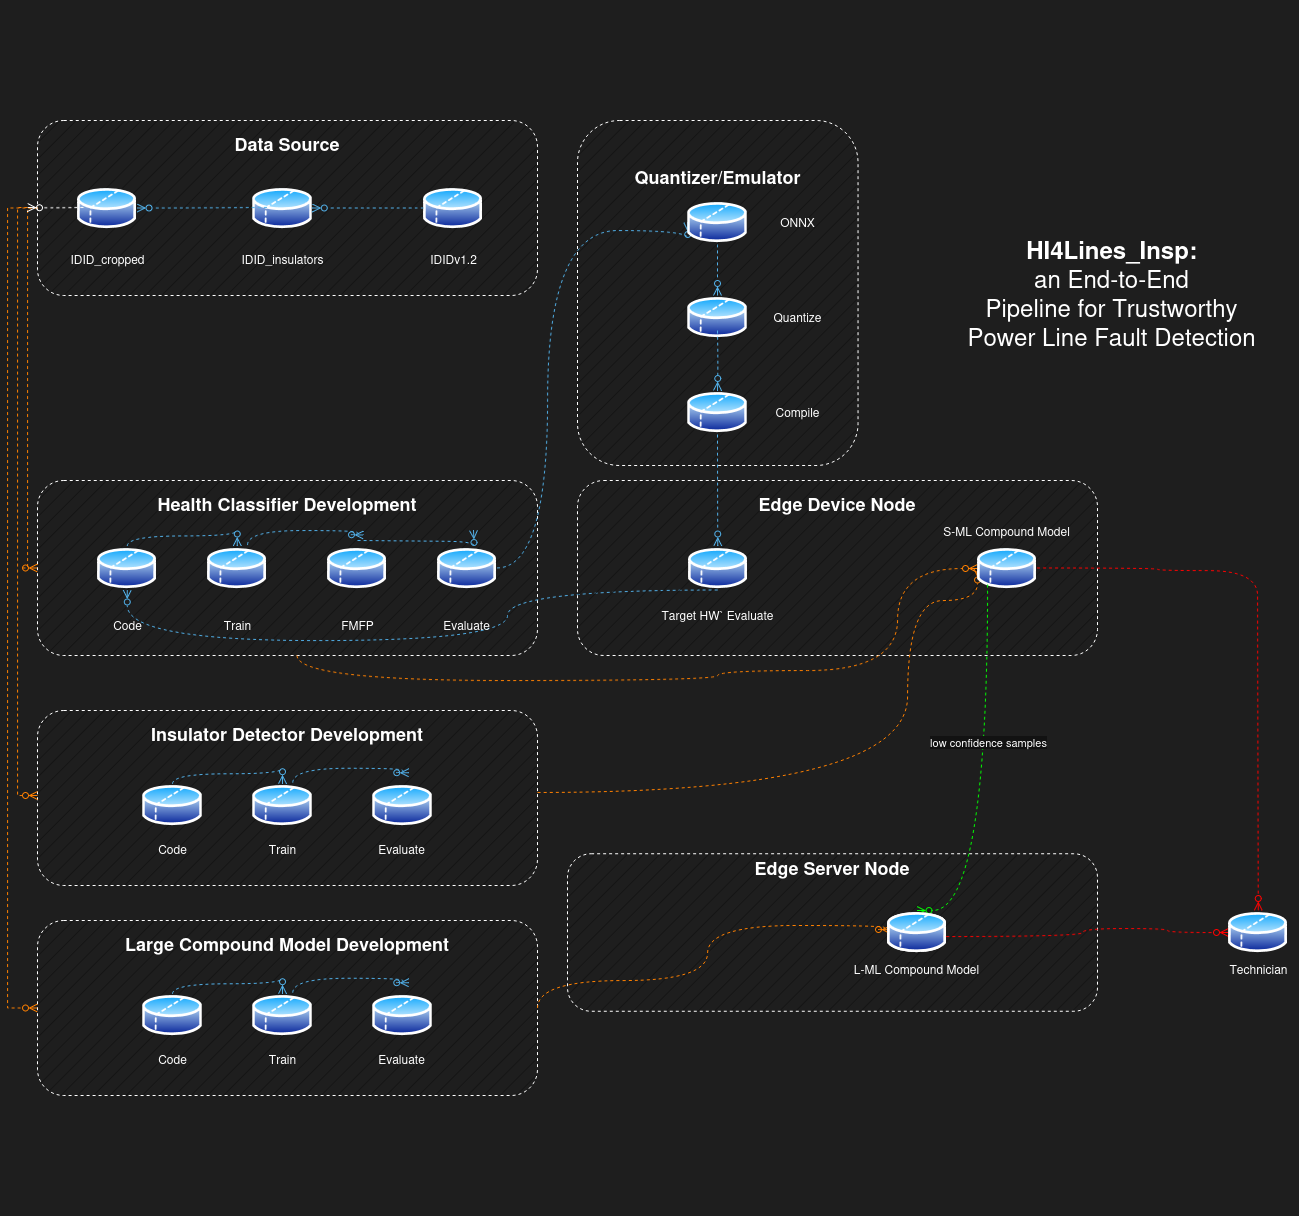 Data Source
IDID_cropped
IDID_insulators
IDIDv1.2
Quantizer/Emulator
ONNX
Quantize
Compile
HI4Lines_Insp:
an End-to-End
Pipeline for Trustworthy
Power Line Fault Detection
Health Classifier Development
Code
Train
FMFP
Evaluate
Edge Device Node
S-ML Compound Model
Target HW` Evaluate
Insulator Detector Development
Code
Train
Evaluate
low confidence samples
Edge Server Node
L-ML Compound Model
Technician
Large Compound Model Development
Code
Train
Evaluate